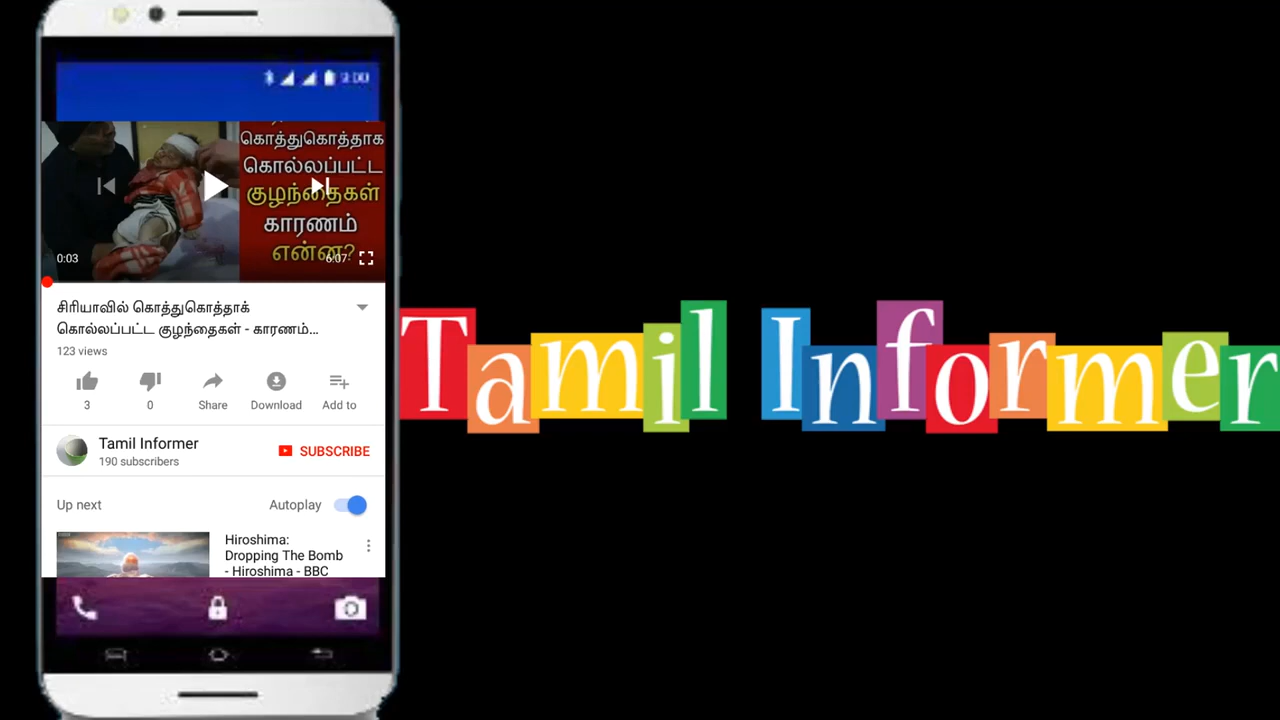 3:00
கொத்துகொத்தாக
கொல்லப்பட்ட
குழந்தைகள்
காரணம்
என்ன?
0:03
6:07
சிரியாவில் கொத்துகொத்தாக்
கொல்லப்பட்ட குழந்தைகள் - காரணம்...
123 views
3
0
Share
Download
Add to
Tamil Informer
190 subscribers
SUBSCRIBE
Up next
Autoplay
Hiroshima:
Dropping The Bomb
- Hiroshima - BBC
Tamil Informer